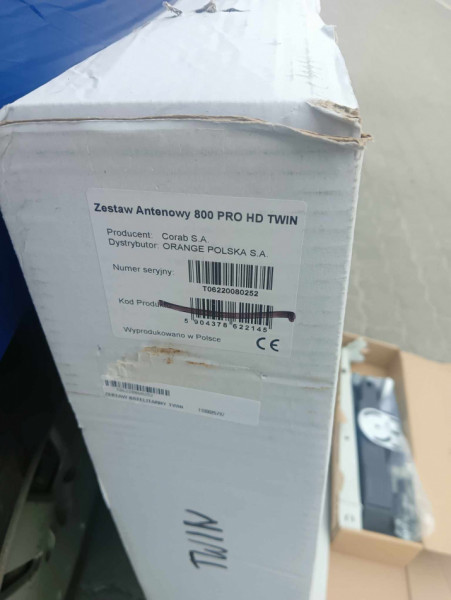 Zestaw Antenowy 800 PRO HD TWIN
Producent: Corab S.A.
Dystrybutor: ORANGE POLSKA S.A.
Numer seryjny:
T06220080252
Kod Produ
5 904378 622145
Wyprodukowano w Polsce
CE
TWIN